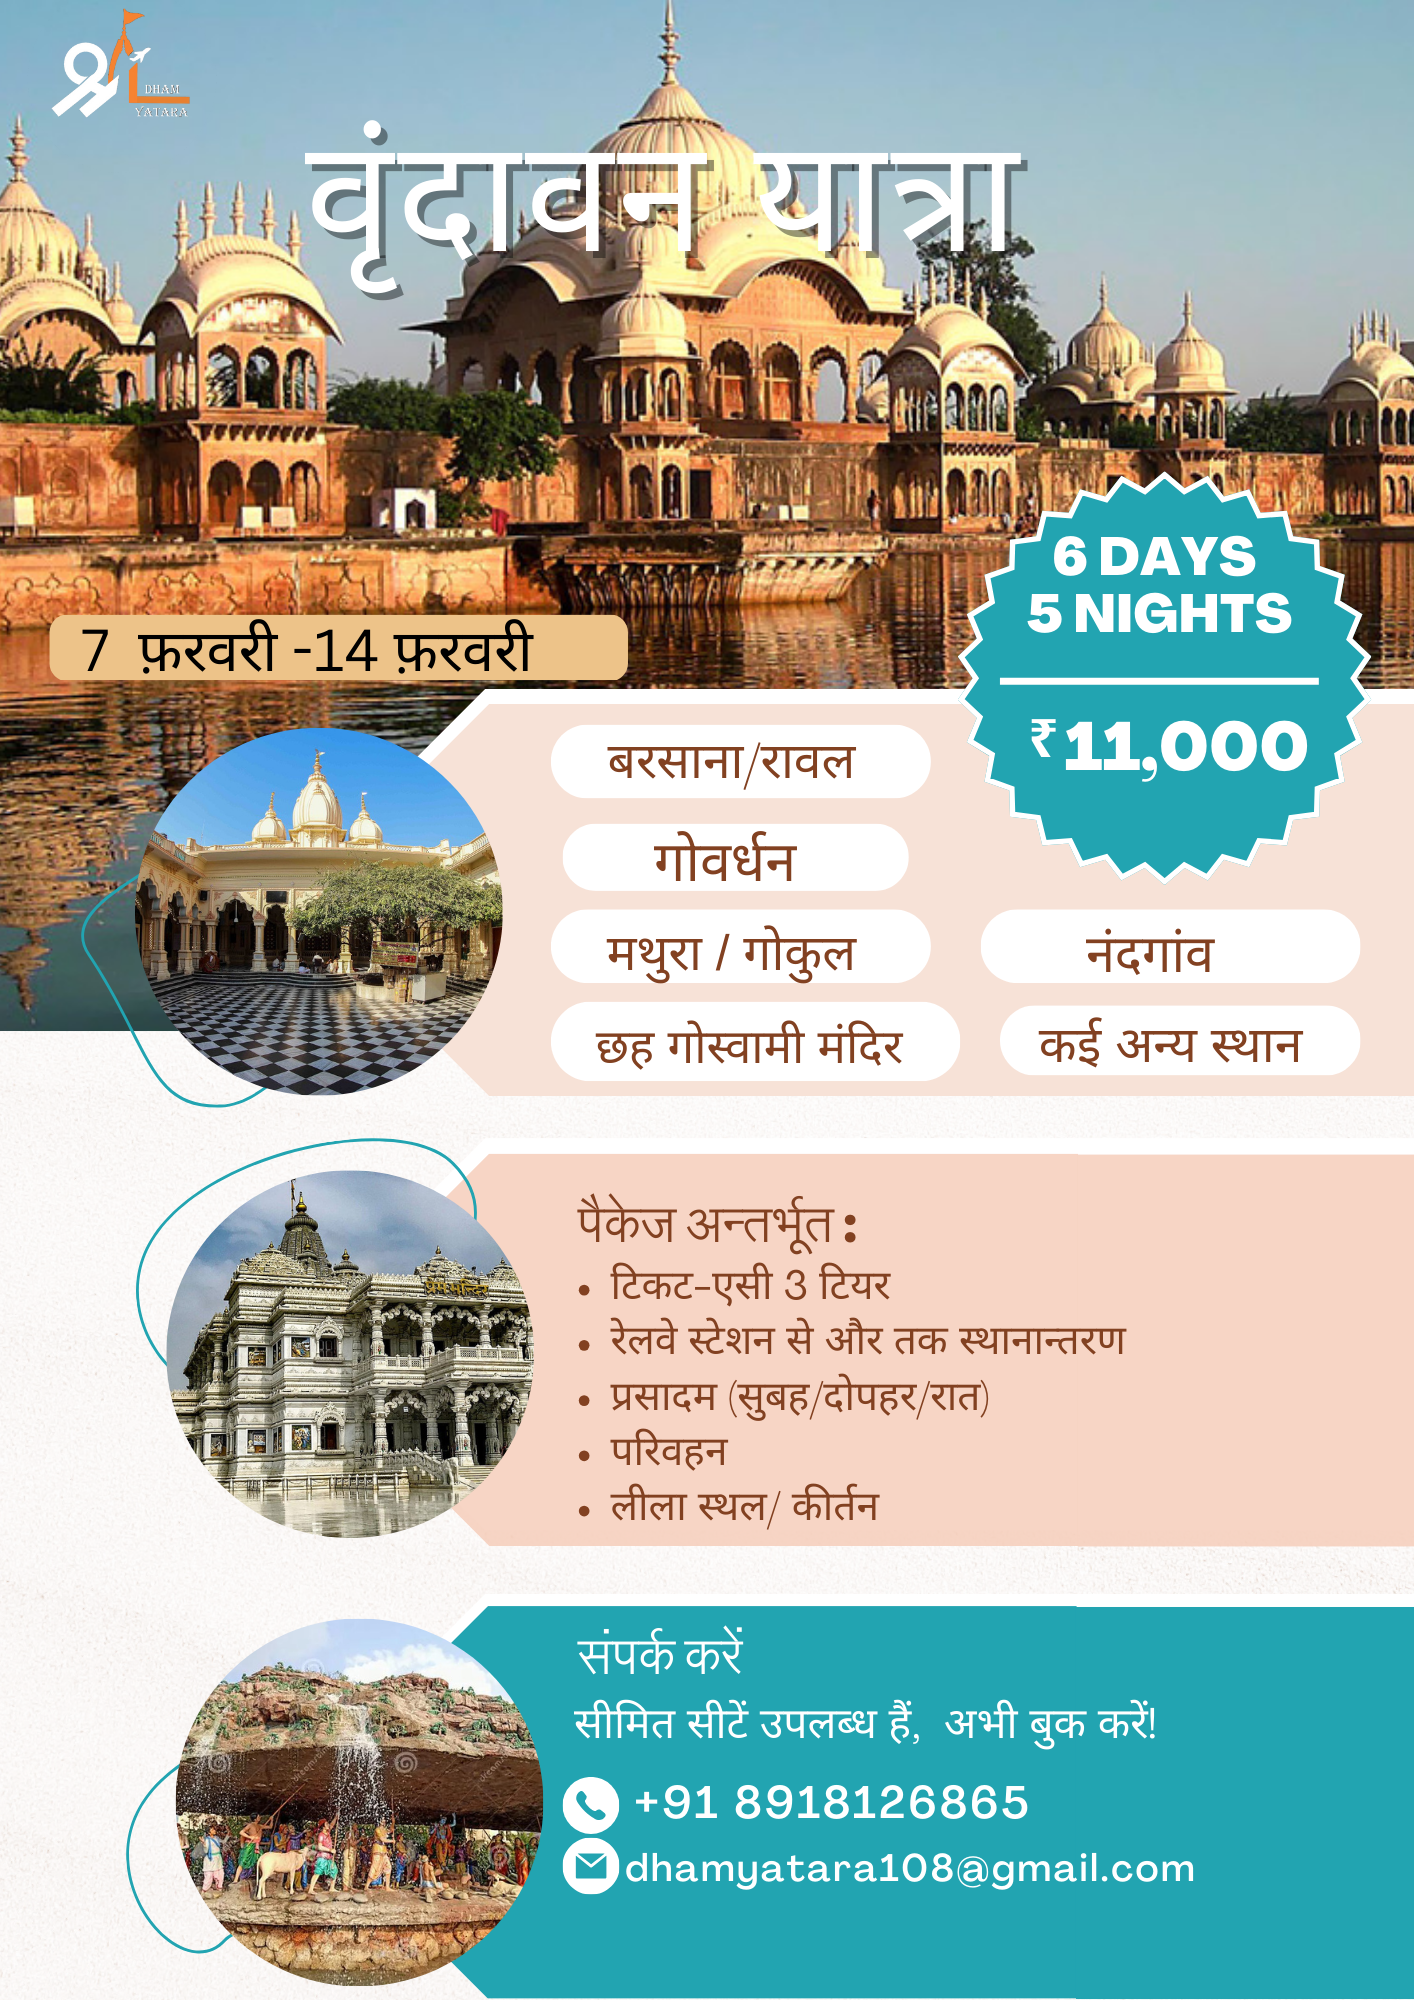 श्री DHAM
YATARA
वृंदावन यात्रा
6 DAYS
5 NIGHTS
₹11,000
7 फ़रवरी -14 फ़रवरी
बरसाना/रावल
गोवर्धन
मथुरा / गोकुल
नंदगांव
छह गोस्वामी मंदिर
कई अन्य स्थान
पैकेज अन्तर्भूत :
• टिकट-एसी 3 टियर
• रेलवे स्टेशन से और तक स्थानान्तरण
• प्रसादम (सुबह/दोपहर/रात)
• परिवहन
• लीला स्थल/ कीर्तन
प्रेम मन्दिर
संपर्क करें
सीमित सीटें उपलब्ध हैं, अभी बुक करें!
+91 8918126865
dhamyatara108@gmail.com